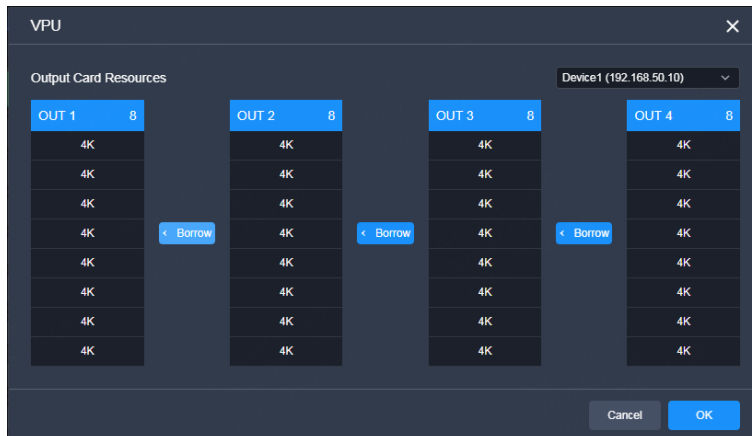 VPU
Output Card Resources Device1 (192.168.50.10)
OUT 1 8 OUT 2 8 OUT 3 8 OUT 4 8
4K 4K 4K 4K
4K 4K 4K 4K
4K 4K 4K 4K
4K < Borrow 4K < Borrow 4K < Borrow 4K
4K 4K 4K 4K
4K 4K 4K 4K
4K 4K 4K 4K
4K 4K 4K 4K
Cancel OK